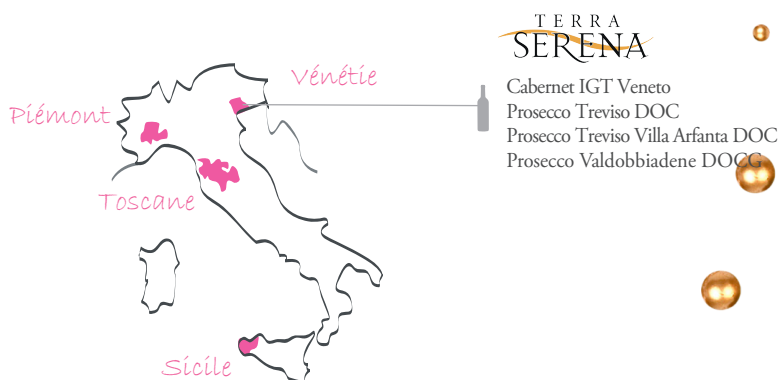 TERRA
SERENA
Vénétie
Piémont
Cabernet IGT Veneto
Prosecco Treviso DOC
Prosecco Treviso Villa Arfanta DOC
Prosecco Valdobbiadene DOCG
Toscane
Sicile